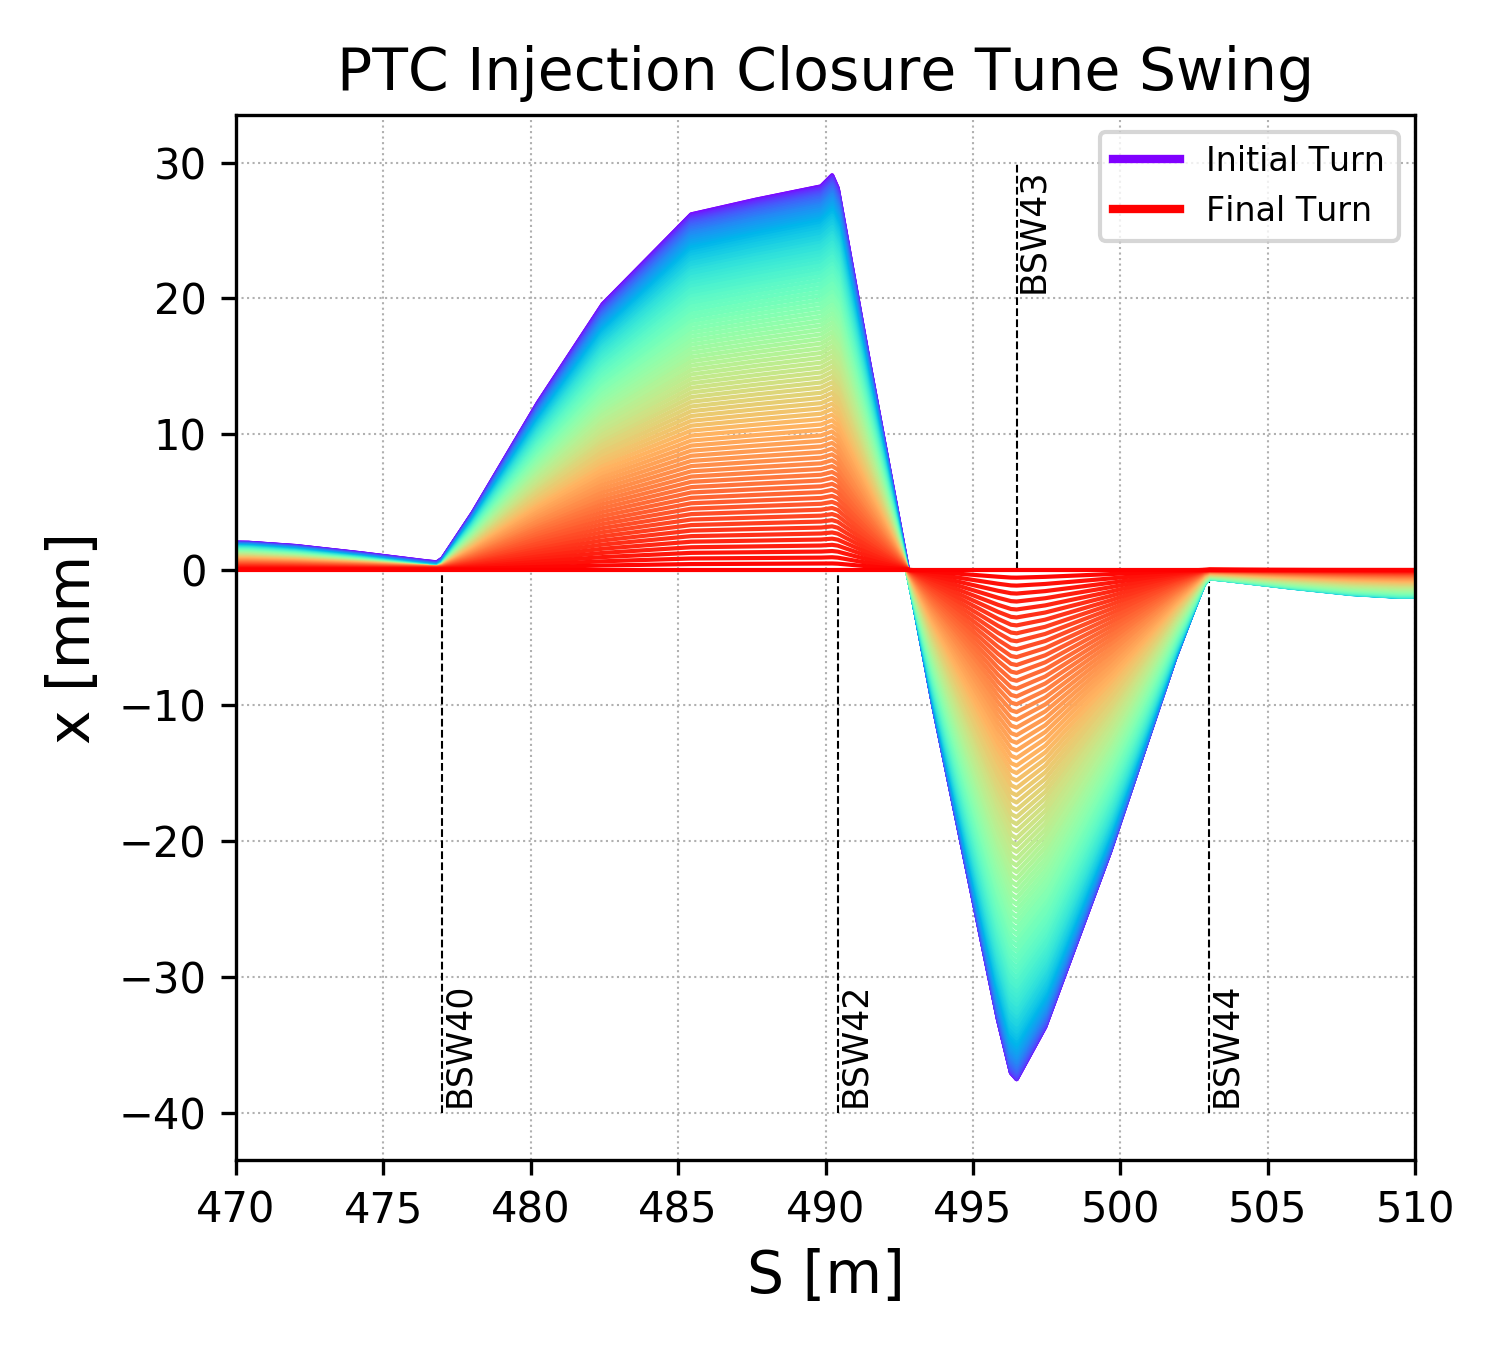 PTC Injection Closure Tune Swing
Initial Turn
Final Turn
BSW43
BSW40
BSW42
BSW44
x [mm]
30
20
10
0
−10
−20
−30
−40
470 475 480 485 490 495 500 505 510
S [m]